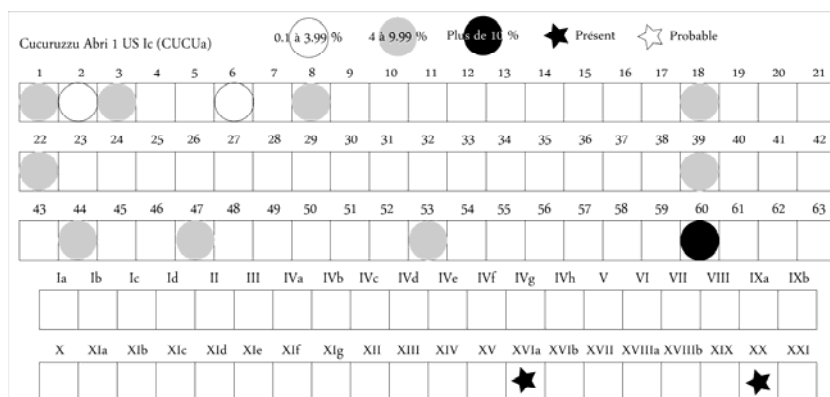 Cucuruzzu Abri 1 US Ic (CUCUa) 0.1 à 3.99 % 4 à 9.99 % Plus de 10 % Présent Probable
1 2 3 4 5 6 7 8 9 10 11 12 13 14 15 16 17 18 19 20 21
22 23 24 25 26 27 28 29 30 31 32 33 34 35 36 37 38 39 40 41 42
43 44 45 46 47 48 49 50 51 52 53 54 55 56 57 58 59 60 61 62 63
Ia Ib Ic Id II III IVa IVb IVc IVd IVe IVf IVg IVh V VI VII VIII IXa IXb
X XIa XIb XIc XId XIe XIf XIg XII XIII XIV XV XVIa XVIb XVII XVIIIa XVIIIb XIX XX XXI